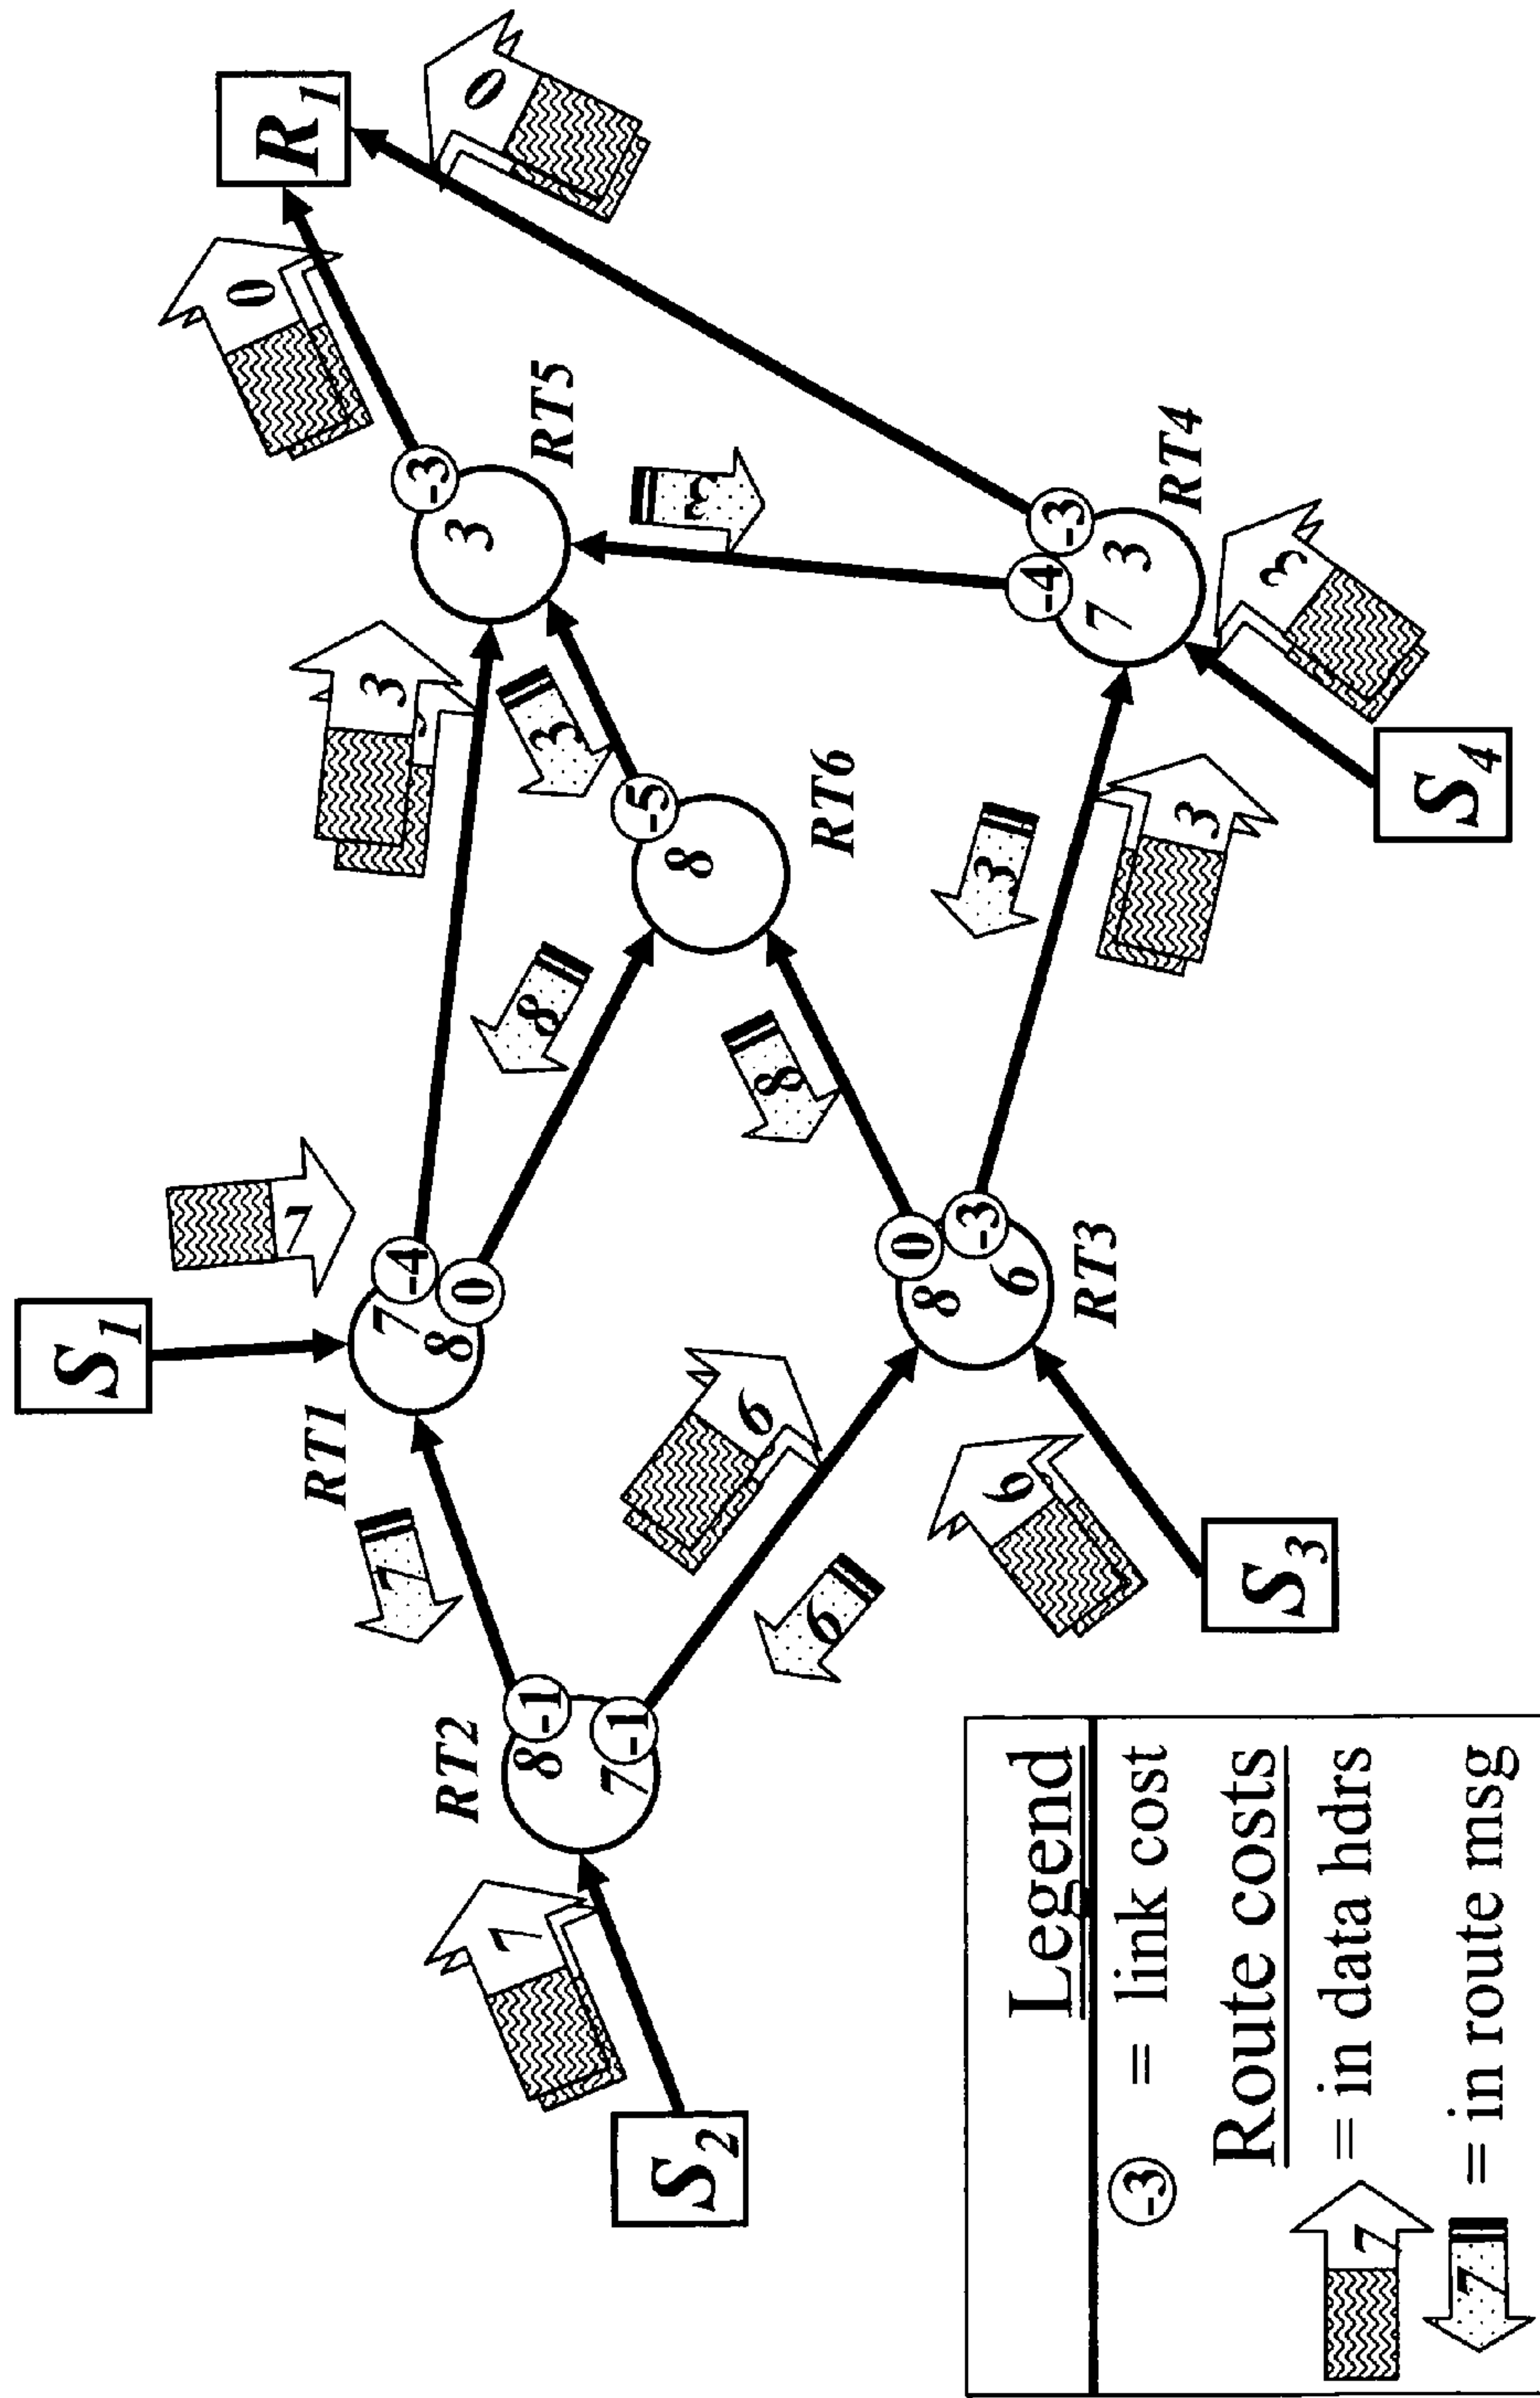 S1
0
7
R1
RT1
3
7
7
-4
-3
8
RT2
0
3
0
7
8
-1
8
RT5
3
7
-1
-5
S2
8
3
6
8
6
RT6
0
8
-3
3
6
6
-4
-3
RT3
7
3
RT4
3
3
S3
S4
Legend
-3 = link cost
Route costs
7 = in data hdrs
7 = in route msg